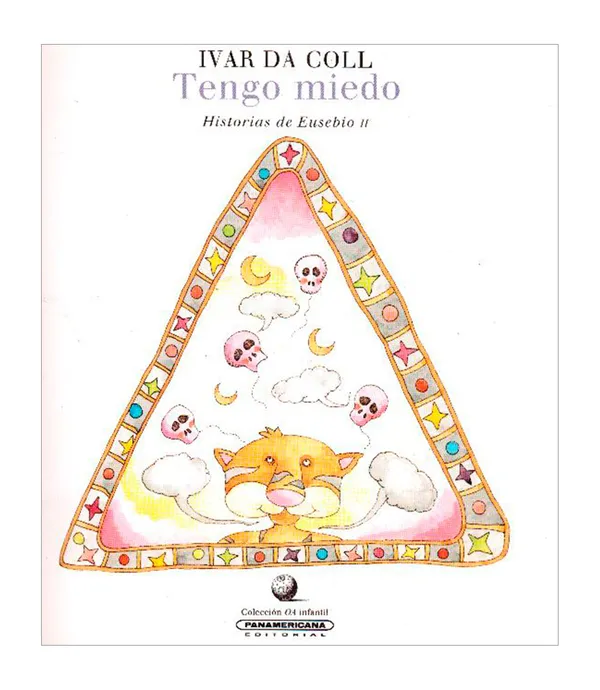 IVAR DA COLL
Tengo miedo
Historias de Eusebio II
Colección OA infantil
PANAMERICANA
EDITORIAL